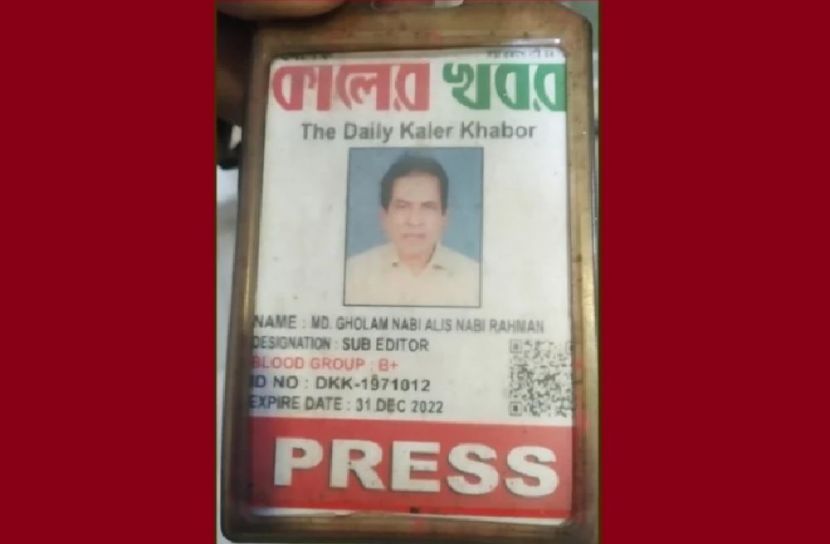 কালের খবর
The Daily Kaler Khabor
NAME : MD. GHOLAM NABI ALIS NABI RAHMAN
DESIGNATION : SUB EDITOR
BLOOD GROUP : B+
ID NO : DKK-1971012
EXPIRE DATE : 31 DEC 2022
PRESS